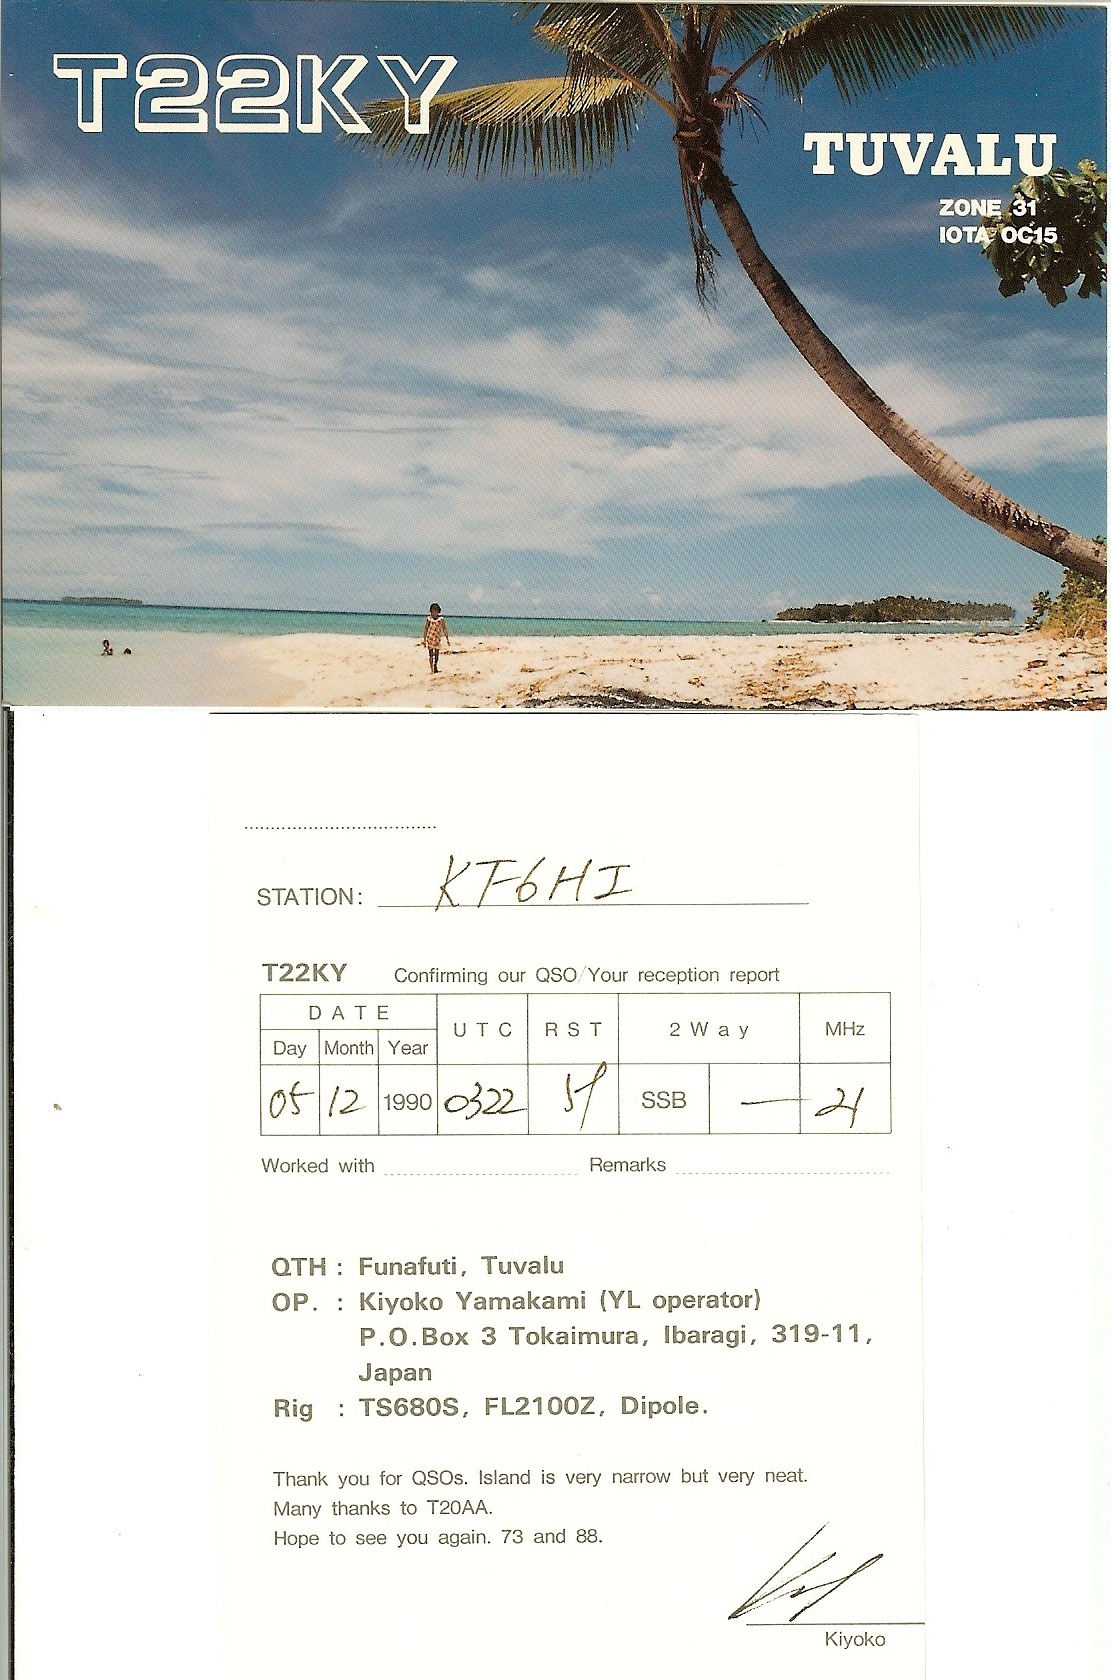 T22KY
TUVALU
ZONE 31
IOTA OC15
STATION: KF6HI
T22KY Confirming our QSO/Your reception report
DATE UTC RST 2Way MHz
Day Month Year
05 12 1990 0322 59 SSB — 21
Worked with Remarks
QTH : Funafuti, Tuvalu
OP. : Kiyoko Yamakami (YL operator)
P.O.Box 3 Tokaimura, Ibaragi, 319-11,
Japan
Rig : TS680S, FL2100Z, Dipole.
Thank you for QSOs. Island is very narrow but very neat.
Many thanks to T20AA.
Hope to see you again. 73 and 88.
Kiyoko